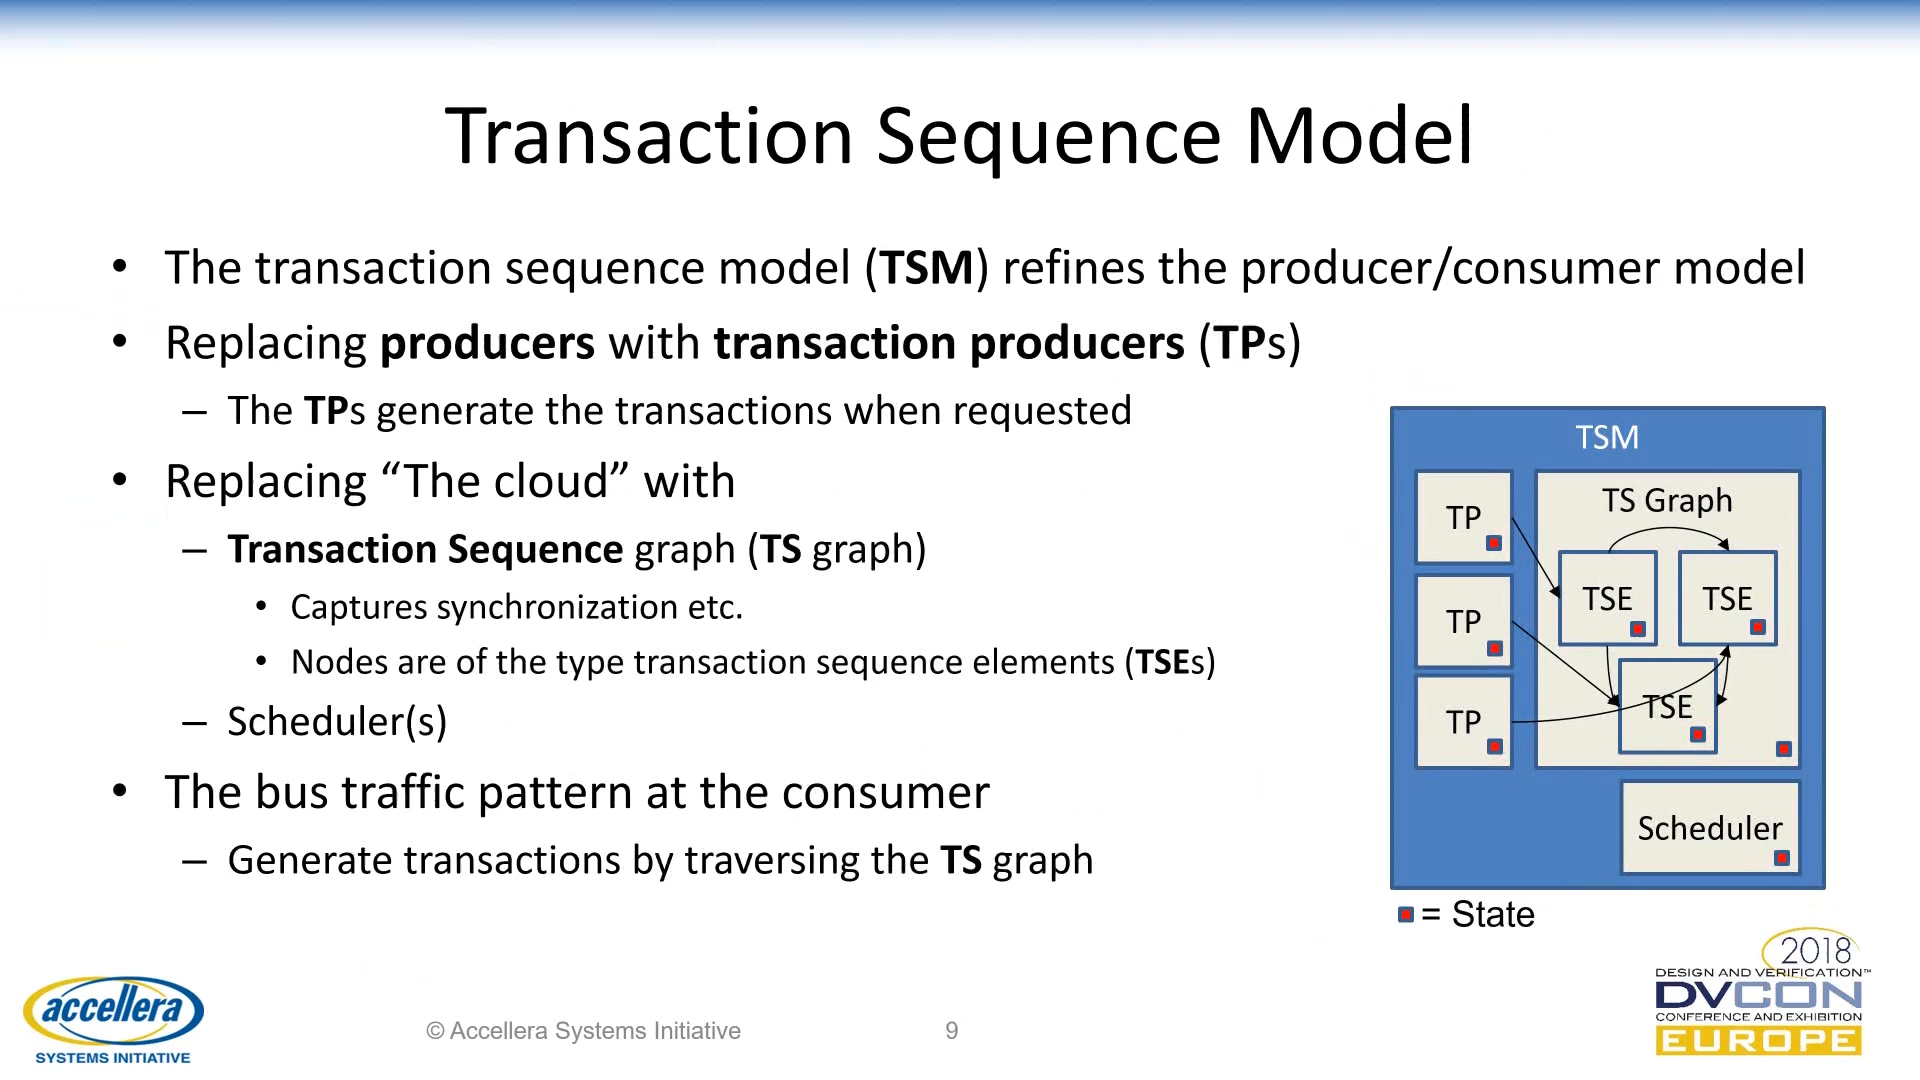 Transaction Sequence Model
• The transaction sequence model (TSM) refines the producer/consumer model
• Replacing producers with transaction producers (TPs)
– The TPs generate the transactions when requested
• Replacing “The cloud” with
– Transaction Sequence graph (TS graph)
• Captures synchronization etc.
• Nodes are of the type transaction sequence elements (TSEs)
– Scheduler(s)
• The bus traffic pattern at the consumer
– Generate transactions by traversing the TS graph
TSM
TP
TP
TP
TS Graph
TSE
TSE
TSE
Scheduler
= State
accellera
SYSTEMS INITIATIVE
© Accellera Systems Initiative
9
2018
DESIGN AND VERIFICATION™
DVCON
CONFERENCE AND EXHIBITION
EUROPE